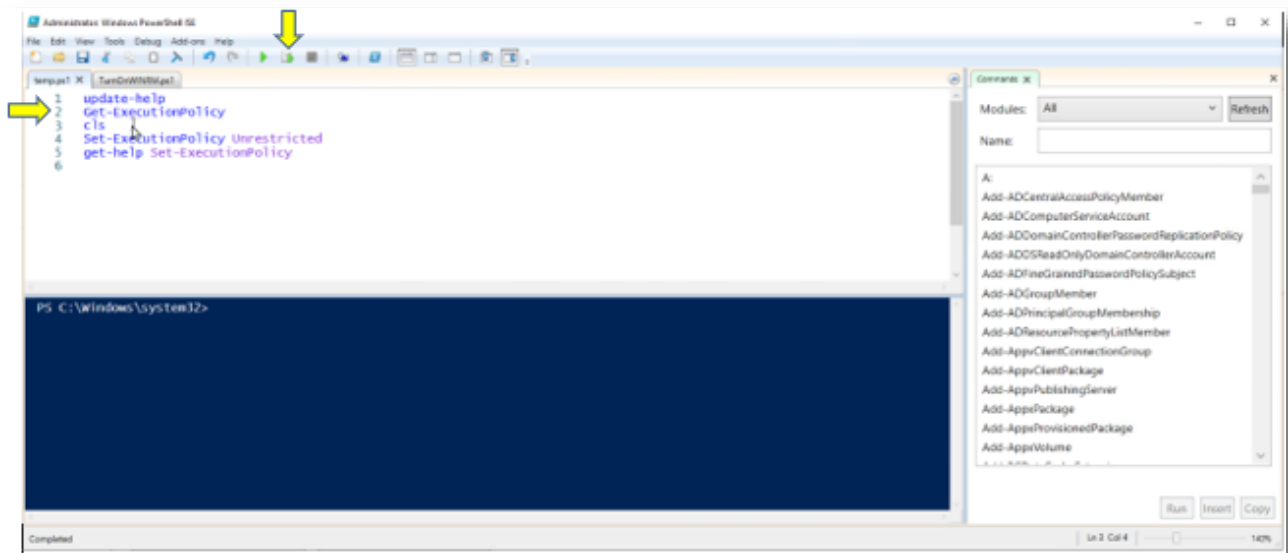 Administrator: Windows PowerShell ISE
File Edit View Tools Debug Add-ons Help
temp.ps1 X TurnOnWINRM.ps1
1 update-help
2 Get-ExecutionPolicy
3 cls
4 Set-ExecutionPolicy Unrestricted
5 get-help Set-ExecutionPolicy
6
PS C:\Windows\system32>
Completed
Commands X
Modules: All Refresh
Name:
A:
Add-ADCentralAccessPolicyMember
Add-ADComputerServiceAccount
Add-ADDomainControllerPasswordReplicationPolicy
Add-ADDSReadOnlyDomainControllerAccount
Add-ADFineGrainedPasswordPolicySubject
Add-ADGroupMember
Add-ADPrincipalGroupMembership
Add-ADResourcePropertyListMember
Add-AppvClientConnectionGroup
Add-AppvClientPackage
Add-AppvPublishingServer
Add-AppxPackage
Add-AppxProvisionedPackage
Add-AppxVolume
Run Insert Copy
Ln 3 Col 4 140%